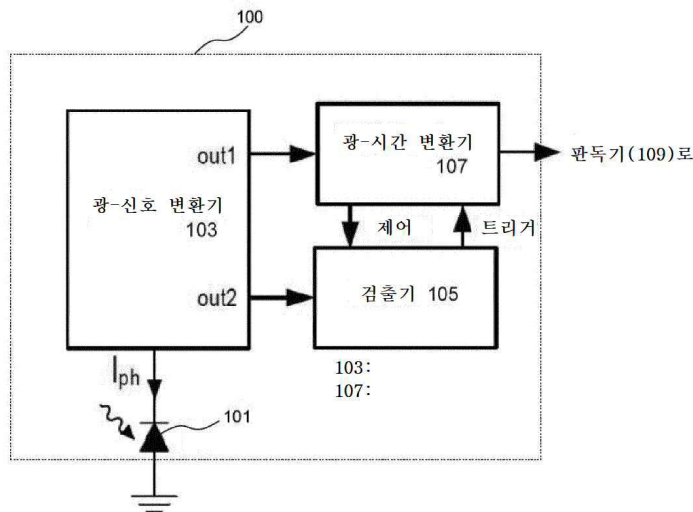 100
광-신호 변환기
103
out1
out2
광-시간 변환기
107
판독기(109)로
제어
트리거
검출기 105
103:
107:
Iph
101